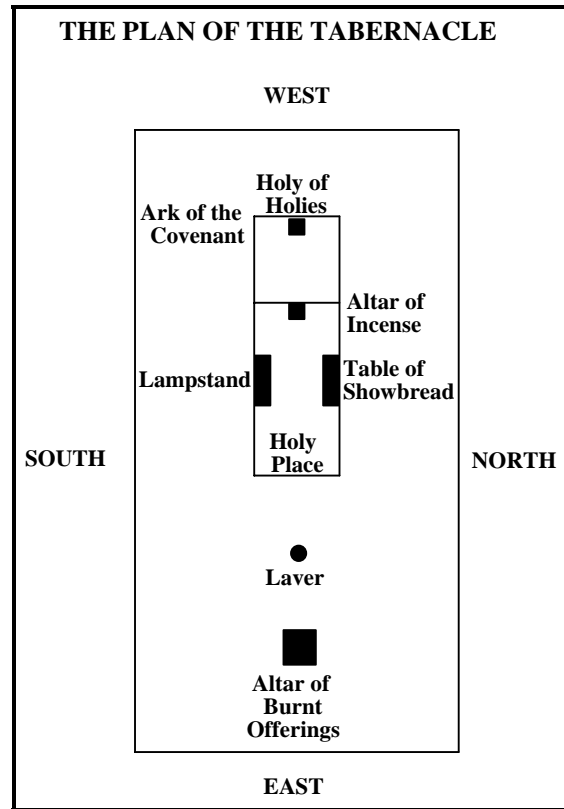 THE PLAN OF THE TABERNACLE
WEST
Holy of
Holies
Ark of the
Covenant
Altar of
Incense
Lampstand
Table of
Showbread
Holy
Place
SOUTH
NORTH
Laver
Altar of
Burnt
Offerings
EAST